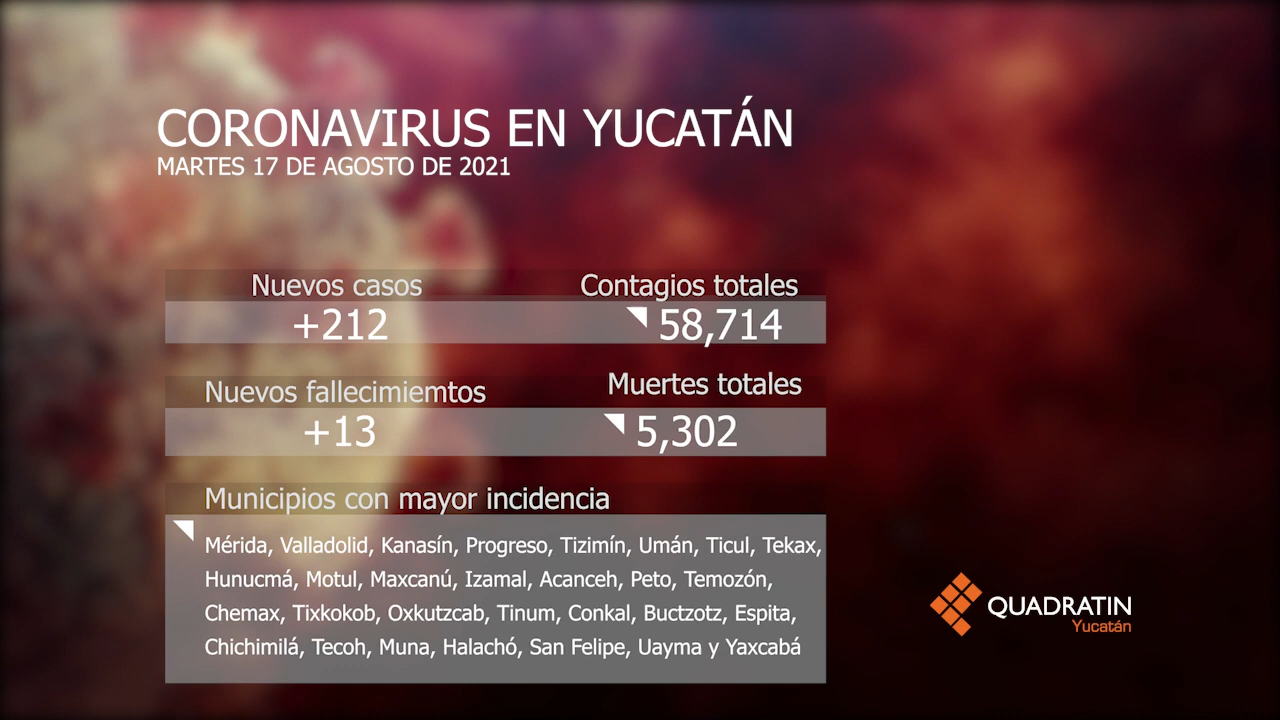 CORONAVIRUS EN YUCATÁN
MARTES 17 DE AGOSTO DE 2021
Nuevos casos
Contagios totales
+212
58,714
Nuevos fallecimiemtos
Muertes totales
+13
5,302
Municipios con mayor incidencia
Mérida, Valladolid, Kanasín, Progreso, Tizimín, Umán, Ticul, Tekax,
Hunucmá, Motul, Maxcanú, Izamal, Acanceh, Peto, Temozón,
Chemax, Tixkokob, Oxkutzcab, Tinum, Conkal, Buctzotz, Espita,
Chichimilá, Tecoh, Muna, Halachó, San Felipe, Uayma y Yaxcabá
QUADRATIN
Yucatán